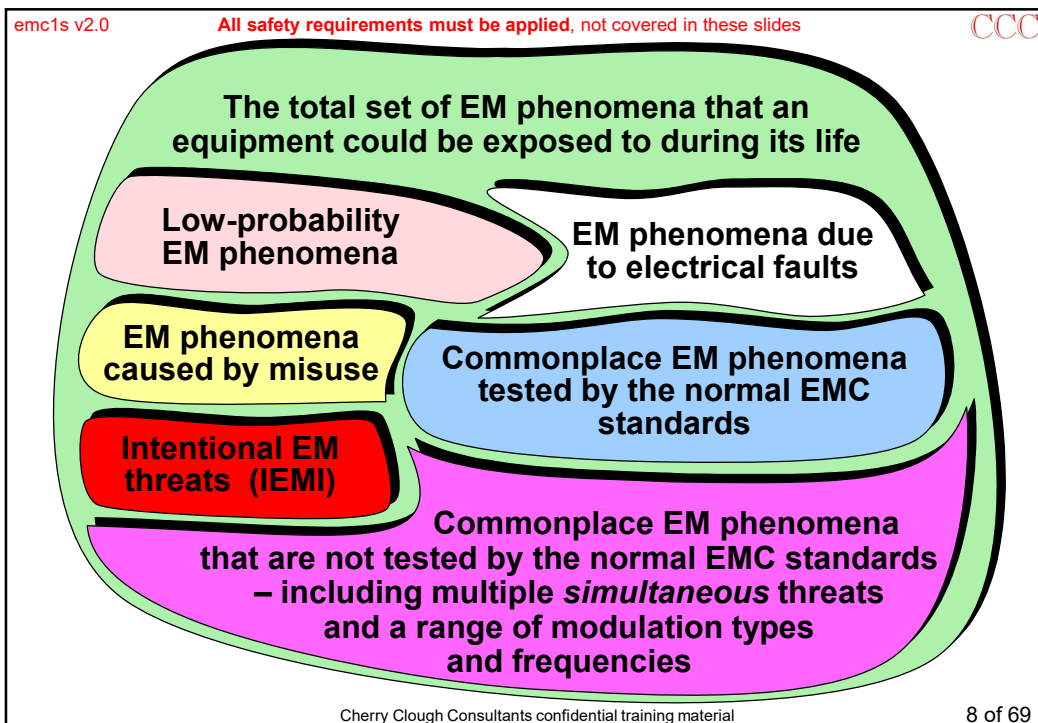 emc1s v2.0
All safety requirements must be applied, not covered in these slides
CCC
The total set of EM phenomena that an
equipment could be exposed to during its life
Low-probability
EM phenomena
EM phenomena due
to electrical faults
EM phenomena
caused by misuse
Commonplace EM phenomena
tested by the normal EMC
standards
Intentional EM
threats (IEMI)
Commonplace EM phenomena
that are not tested by the normal EMC standards
– including multiple simultaneous threats
and a range of modulation types
and frequencies
Cherry Clough Consultants confidential training material
8 of 69